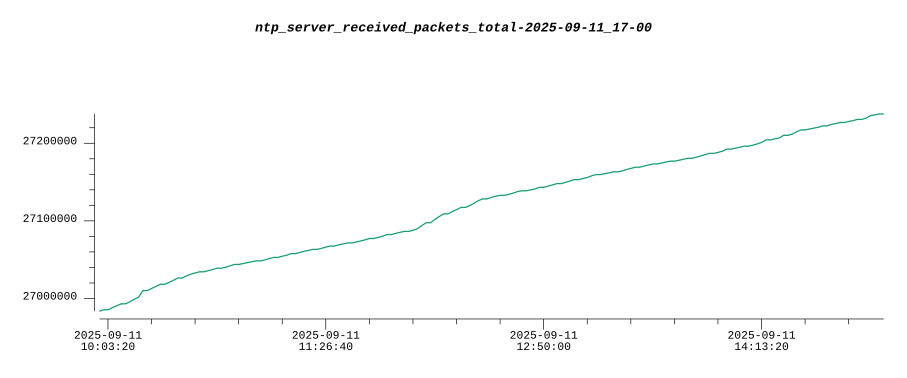 ntp_server_received_packets_total-2025-09-11_17-00
27200000
27100000
27000000
2025-09-11 2025-09-11 2025-09-11 2025-09-11
10:03:20 11:26:40 12:50:00 14:13:20